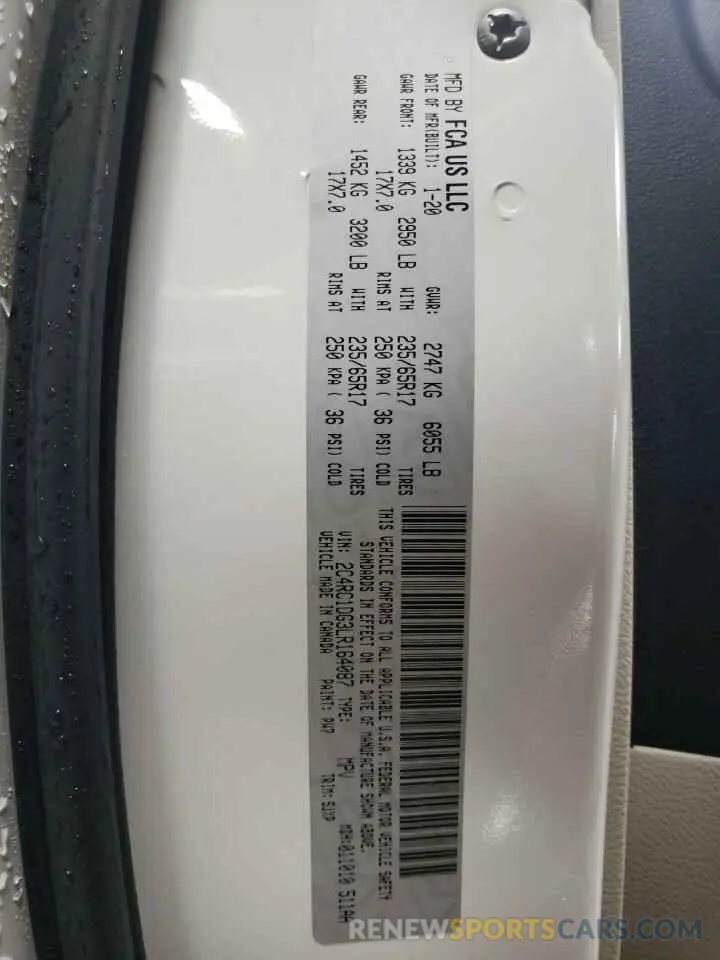 MFD BY FCA US LLC
DATE OF MFR(BUILT): 1-20 GVWR: 2747 KG 6055 LB
GAWR FRONT: 1339 KG 2950 LB WITH 235/65R17 TIRES
17X7.0 RIMS AT 250 KPA ( 36 PSI) COLD
GAWR REAR: 1452 KG 3200 LB WITH 235/65R17 TIRES
17X7.0 RIMS AT 250 KPA ( 36 PSI) COLD
THIS VEHICLE CONFORMS TO ALL APPLICABLE U.S.A. FEDERAL MOTOR VEHICLE SAFETY
STANDARDS IN EFFECT ON THE DATE OF MANUFACTURE SHOWN ABOVE.
VIN: 2C4RC1DG3LR164087 TYPE: MPV MDH:011010 511AA
VEHICLE MADE IN CANADA PAINT: PW7 TRIM:
RENEWSPORTSCARS.COM